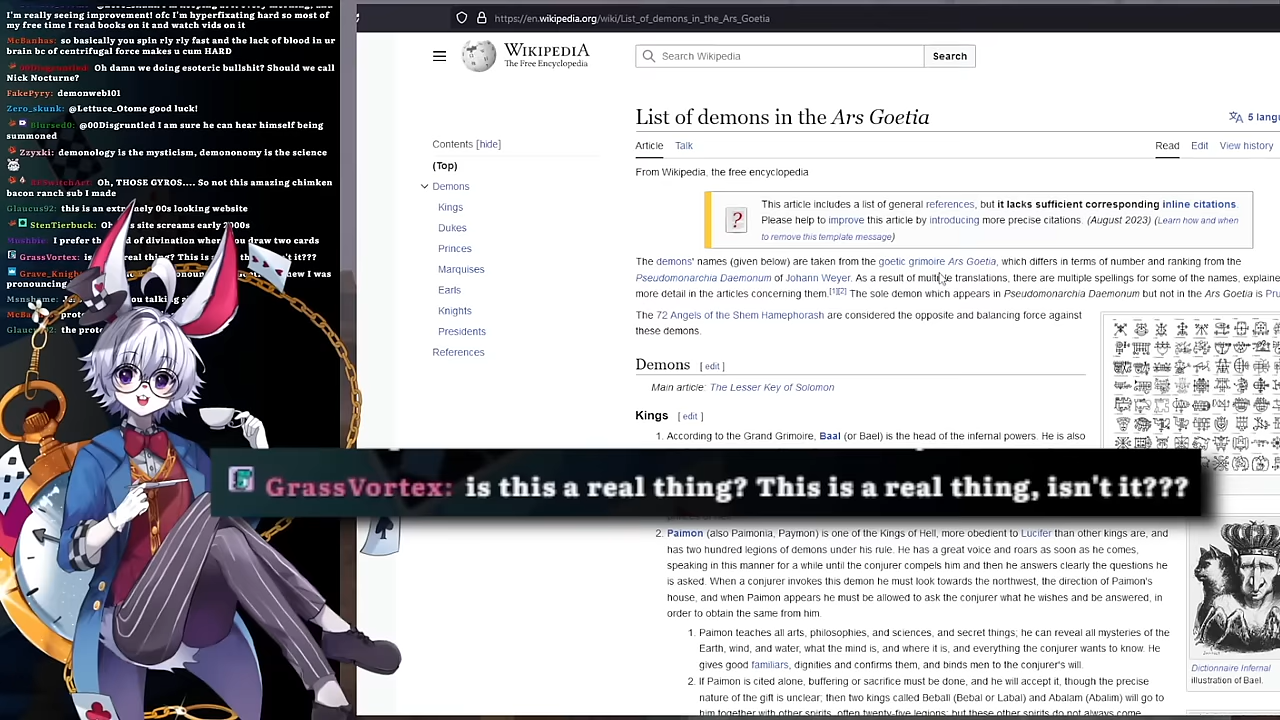 I'm really seeing improvement! ofc I'm hyperfixating hard so most of
my free time I read books on it and watch vids on it
McBanhas: so basically you spin rly rly fast and the lack of blood in ur
brain bc of centrifugal force makes u cum HARD
00Disgruntled: Oh damn we doing esoteric bullshit? Should we call
Nick Nocturne?
FakePyry: demonweb101
Zero_skunk: @Lettuce_Otome good luck!
Blursed0: @00Disgruntled I am sure he can hear himself being
summoned
Zzyxki: demology is the mysticism, demononomy is the science
Oh, THOSE GYROS.... So not this amazing chimken
bacon ranch sub I made
Glaucus92: this is an extremely 00s looking website
StenTierbuck: site screams early 2000s
I prefer of divination where you draw two cards
GrassVortex: is this a real thing? This is isn't it???
Grave_Knigh I was
pronouncing
Msnshame:
https://en.wikipedia.org/wiki/List_of_demons_in_the_Ars_Goetia
WIKIPEDIA
The Free Encyclopedia
Search Wikipedia
Search
Contents [hide]
(Top)
Demons
Kings
Dukes
Princes
Marquises
Earls
Knights
Presidents
References
List of demons in the Ars Goetia
5 langu
Article Talk Read Edit View history
From Wikipedia, the free encyclopedia
This article includes a list of general references, but it lacks sufficient corresponding inline citations.
Please help to improve this article by introducing more precise citations. (August 2023) (Learn how and when
to remove this template message)
The demons' names (given below) are taken from the goetic grimoire Ars Goetia, which differs in terms of number and ranking from the
Pseudomonarchia Daemonum of Johann Weyer. As a result of multiple translations, there are multiple spellings for some of the names, explaine
more detail in the articles concerning them.[1][2] The sole demon which appears in Pseudomonarchia Daemonum but not in the Ars Goetia is Pru
The 72 Angels of the Shem Hamephorash are considered the opposite and balancing force against
these demons.
Demons [ edit ]
Main article: The Lesser Key of Solomon
Kings [ edit ]
1. According to the Grand Grimoire, Baal (or Bael) is the head of the infernal powers. He is also
GrassVortex: is this a real thing? This is a real thing, isn't it???
2. Paimon (also Paimonia, Paymon) is one of the Kings of Hell, more obedient to Lucifer than other kings are, and
has two hundred legions of demons under his rule. He has a great voice and roars as soon as he comes,
speaking in this manner for a while until the conjurer compels him and then he answers clearly the questions he
is asked. When a conjurer invokes this demon he must look towards the northwest, the direction of Paimon's
house, and when Paimon appears he must be allowed to ask the conjurer what he wishes and be answered, in
order to obtain the same from him.
1. Paimon teaches all arts, philosophies, and sciences, and secret things; he can reveal all mysteries of the
Earth, wind, and water, what the mind is, and where it is, and everything the conjurer wants to know. He
gives good familiars, dignities and confirms them, and binds men to the conjurer's will.
2. If Paimon is cited alone, some offering or sacrifice must be done, and he will accept it, though the precise
nature of the gift is unclear; then two kings called Beball (Bebal or Labal) and Abalam (Abalim) will go to
him together with other spirits, often twenty-five legions; but these other spirits do not always come
Dictionnaire Infernal
illustration of Bael.